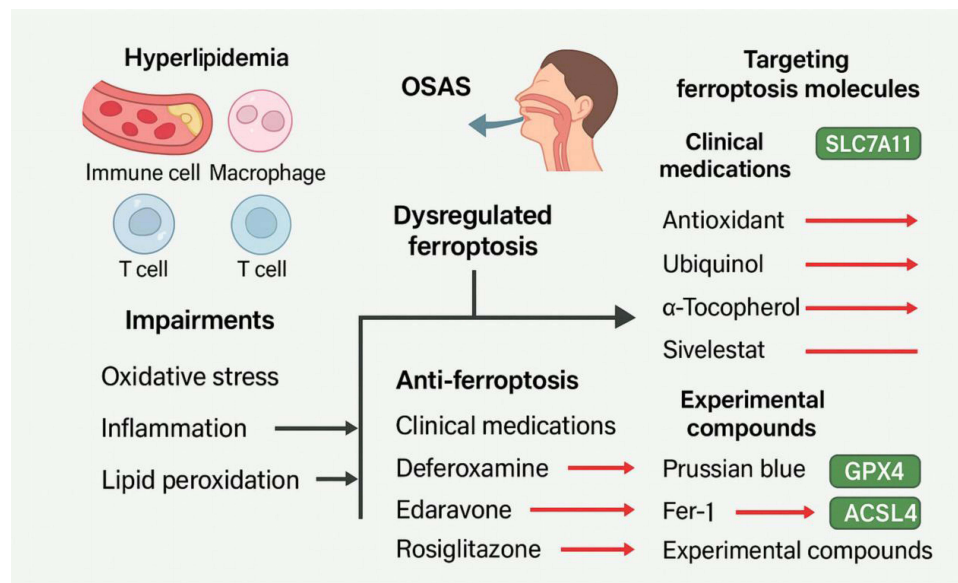 Hyperlipidemia
Immune cell
Macrophage
T cell
T cell
Impairments
Oxidative stress
Inflammation
Lipid peroxidation
OSAS
Dysregulated
ferroptosis
Anti-ferroptosis
Clinical medications
Deferoxamine
Edaravone
Rosiglitazone
Targeting
ferroptosis molecules
Clinical
medications
SLC7A11
Antioxidant
Ubiquinol
α-Tocopherol
Sivelestat
Experimental
compounds
Prussian blue
GPX4
Fer-1
ACSL4
Experimental compounds